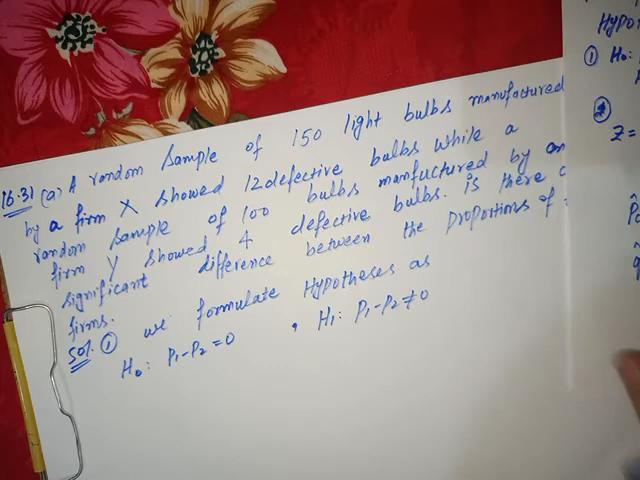 16.31 (a) A random sample of 150 light bulbs manufactured
by a firm X showed 12 defective bulbs while a
random sample of 100 bulbs manfuctured by an
firm Y showed 4 defective bulbs. is there a
significant difference between the proportions of
firms.
Sol. ① we formulate Hypotheses as
H₀: P₁-P₂=0 , H₁: P₁-P₂≠0
① H₀:
②
Z=